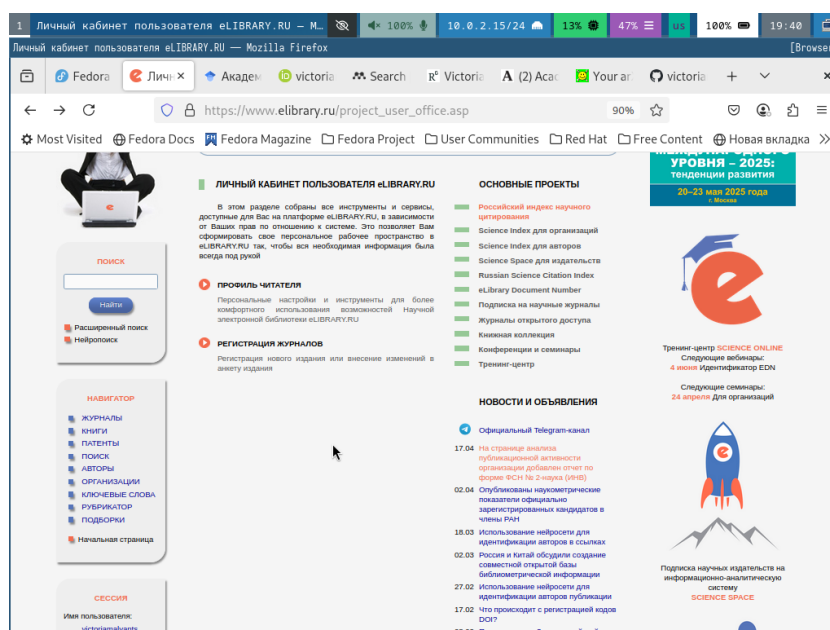 1 Личный кабинет пользователя eLIBRARY.RU — M… 100% 10.0.2.15/24 13% 47% us 100% 19:40
Личный кабинет пользователя eLIBRARY.RU — Mozilla Firefox [Browser
Fedora Личн × Академ victoria Search Victoria (2) Acac Your ar victoria + ×
https://www.elibrary.ru/project_user_office.asp 90%
Most Visited Fedora Docs Fedora Magazine Fedora Project User Communities Red Hat Free Content Новая вкладка
ЛИЧНЫЙ КАБИНЕТ ПОЛЬЗОВАТЕЛЯ eLIBRARY.RU
В этом разделе собраны все инструменты и сервисы,
доступные для Вас на платформе eLIBRARY.RU, в зависимости
от Ваших прав по отношению к системе. Это позволяет Вам
сформировать свое персональное рабочее пространство в
eLIBRARY.RU так, чтобы вся необходимая информация была
всегда под рукой
ПРОФИЛЬ ЧИТАТЕЛЯ
Персональные настройки и инструменты для более
комфортного использования возможностей Научной
электронной библиотеки eLIBRARY.RU
РЕГИСТРАЦИЯ ЖУРНАЛОВ
Регистрация нового издания или внесение изменений в
анкету издания
ПОИСК
Найти
Расширенный поиск
Нейропоиск
НАВИГАТОР
ЖУРНАЛЫ
КНИГИ
ПАТЕНТЫ
ПОИСК
АВТОРЫ
ОРГАНИЗАЦИИ
КЛЮЧЕВЫЕ СЛОВА
РУБРИКАТОР
ПОДБОРКИ
Начальная страница
СЕССИЯ
Имя пользователя:
victoriamalyants
ОСНОВНЫЕ ПРОЕКТЫ
Российский индекс научного
цитирования
Science Index для организаций
Science Index для авторов
Science Space для издательств
Russian Science Citation Index
eLibrary Document Number
Подписка на научные журналы
Журналы открытого доступа
Книжная коллекция
Конференции и семинары
Тренинг-центр
НОВОСТИ И ОБЪЯВЛЕНИЯ
Официальный Telegram-канал
17.04 На странице анализа
публикационной активности
организации добавлен отчет по
форме ФСН № 2-наука (ИНВ)
02.04 Опубликованы наукометрические
показатели официально
зарегистрированных кандидатов в
члены РАН
18.03 Использование нейросети для
идентификации авторов в ссылках
02.03 Россия и Китай обсудили создание
совместной открытой базы
библиометрической информации
27.02 Использование нейросети для
идентификации авторов публикации
17.02 Что происходит с регистрацией кодов
DOI?
УРОВНЯ – 2025:
тенденции развития
20–23 мая 2025 года
г. Москва
Тренинг-центр SCIENCE ONLINE
Следующие вебинары:
4 июня Идентификатор EDN
Следующие семинары:
24 апреля Для организаций
Подписка научных издательств на
информационно-аналитическую
систему
SCIENCE SPACE